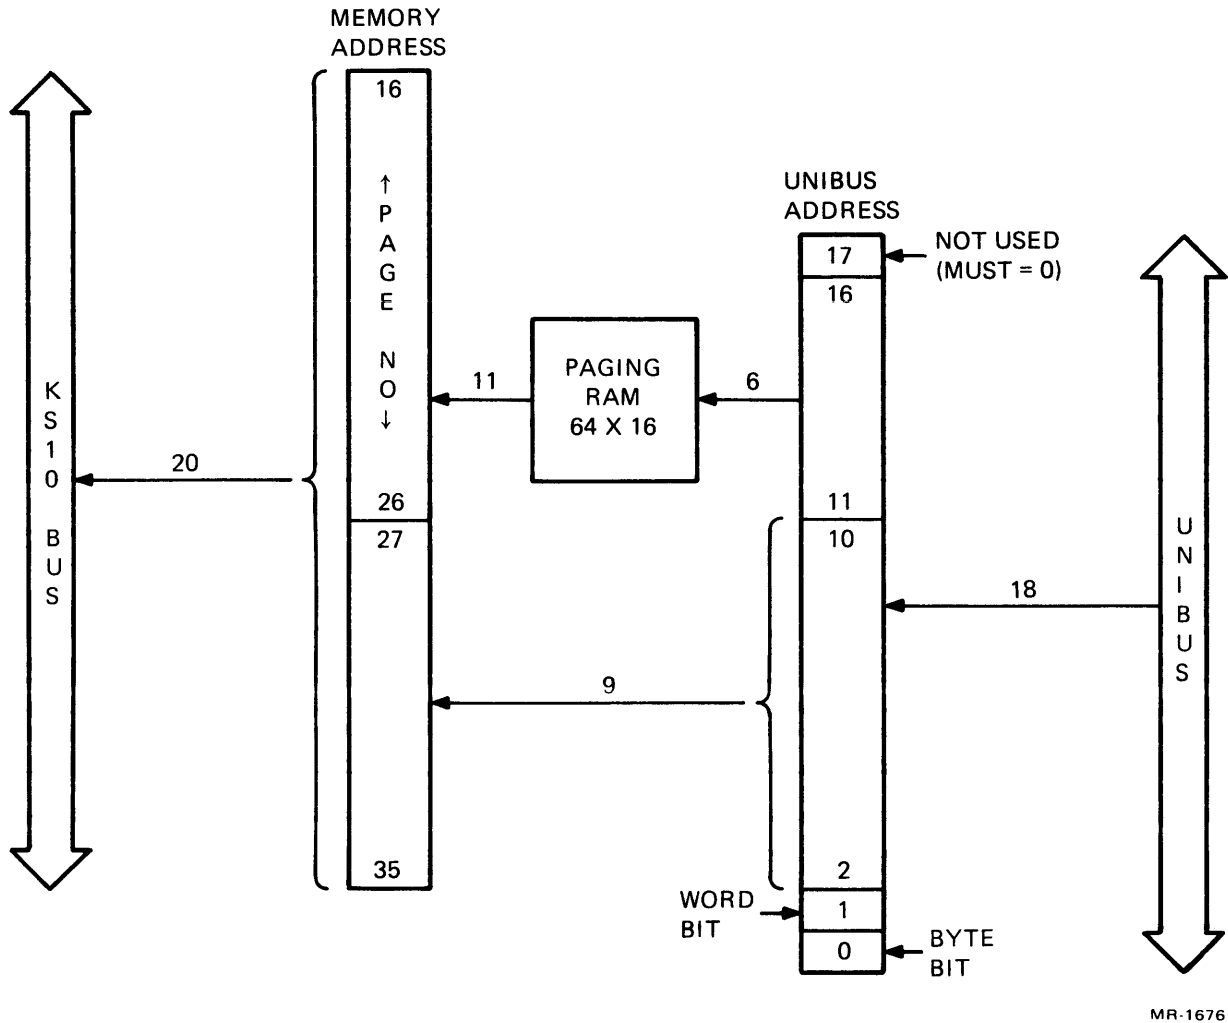 MEMORY
ADDRESS
16
↑
P
A
G
E
N
O
↓
26
27
35
K
S
1
0
B
U
S
20
11
PAGING
RAM
64 X 16
6
9
UNIBUS
ADDRESS
17
16
11
10
2
1
0
NOT USED
(MUST = 0)
18
WORD
BIT
BYTE
BIT
U
N
I
B
U
S
MR-1676